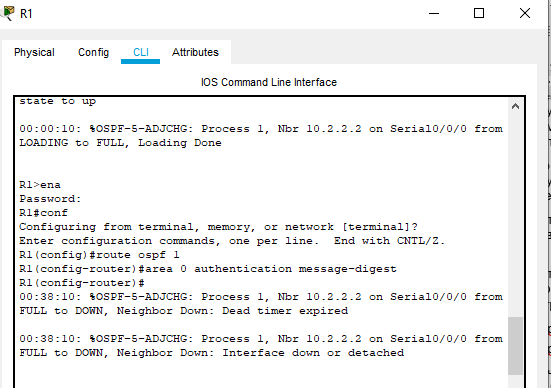 R1
Physical
Config
CLI
Attributes
IOS Command Line Interface
state to up
00:00:10: %OSPF-5-ADJCHG: Process 1, Nbr 10.2.2.2 on Serial0/0/0 from
LOADING to FULL, Loading Done
R1>ena
Password:
R1#conf
Configuring from terminal, memory, or network [terminal]?
Enter configuration commands, one per line.  End with CNTL/Z.
R1(config)#route ospf 1
R1(config-router)#area 0 authentication message-digest
R1(config-router)#
00:38:10: %OSPF-5-ADJCHG: Process 1, Nbr 10.2.2.2 on Serial0/0/0 from
FULL to DOWN, Neighbor Down: Dead timer expired
00:38:10: %OSPF-5-ADJCHG: Process 1, Nbr 10.2.2.2 on Serial0/0/0 from
FULL to DOWN, Neighbor Down: Interface down or detached